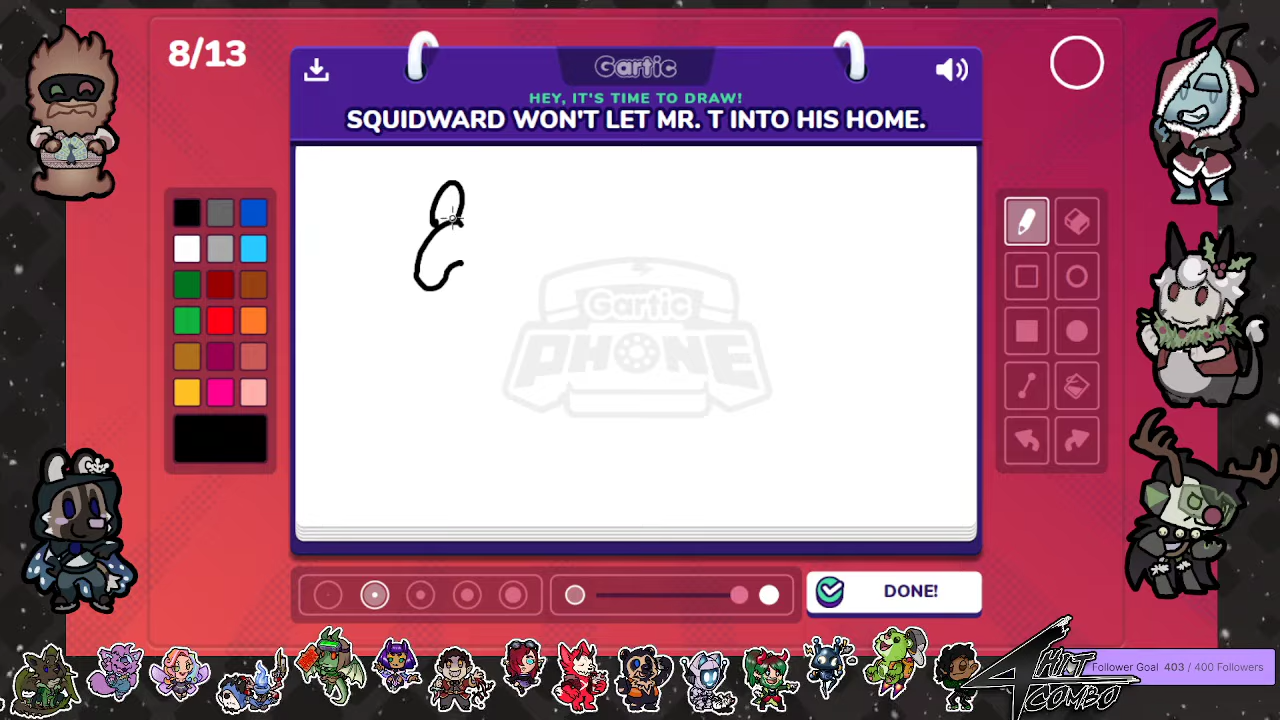 8/13
Gartic
HEY, IT'S TIME TO DRAW!
SQUIDWARD WON'T LET MR. T INTO HIS HOME.
Gartic
PHONE
DONE!
4 HIT
COMBO
Follower Goal 403 / 400 Followers